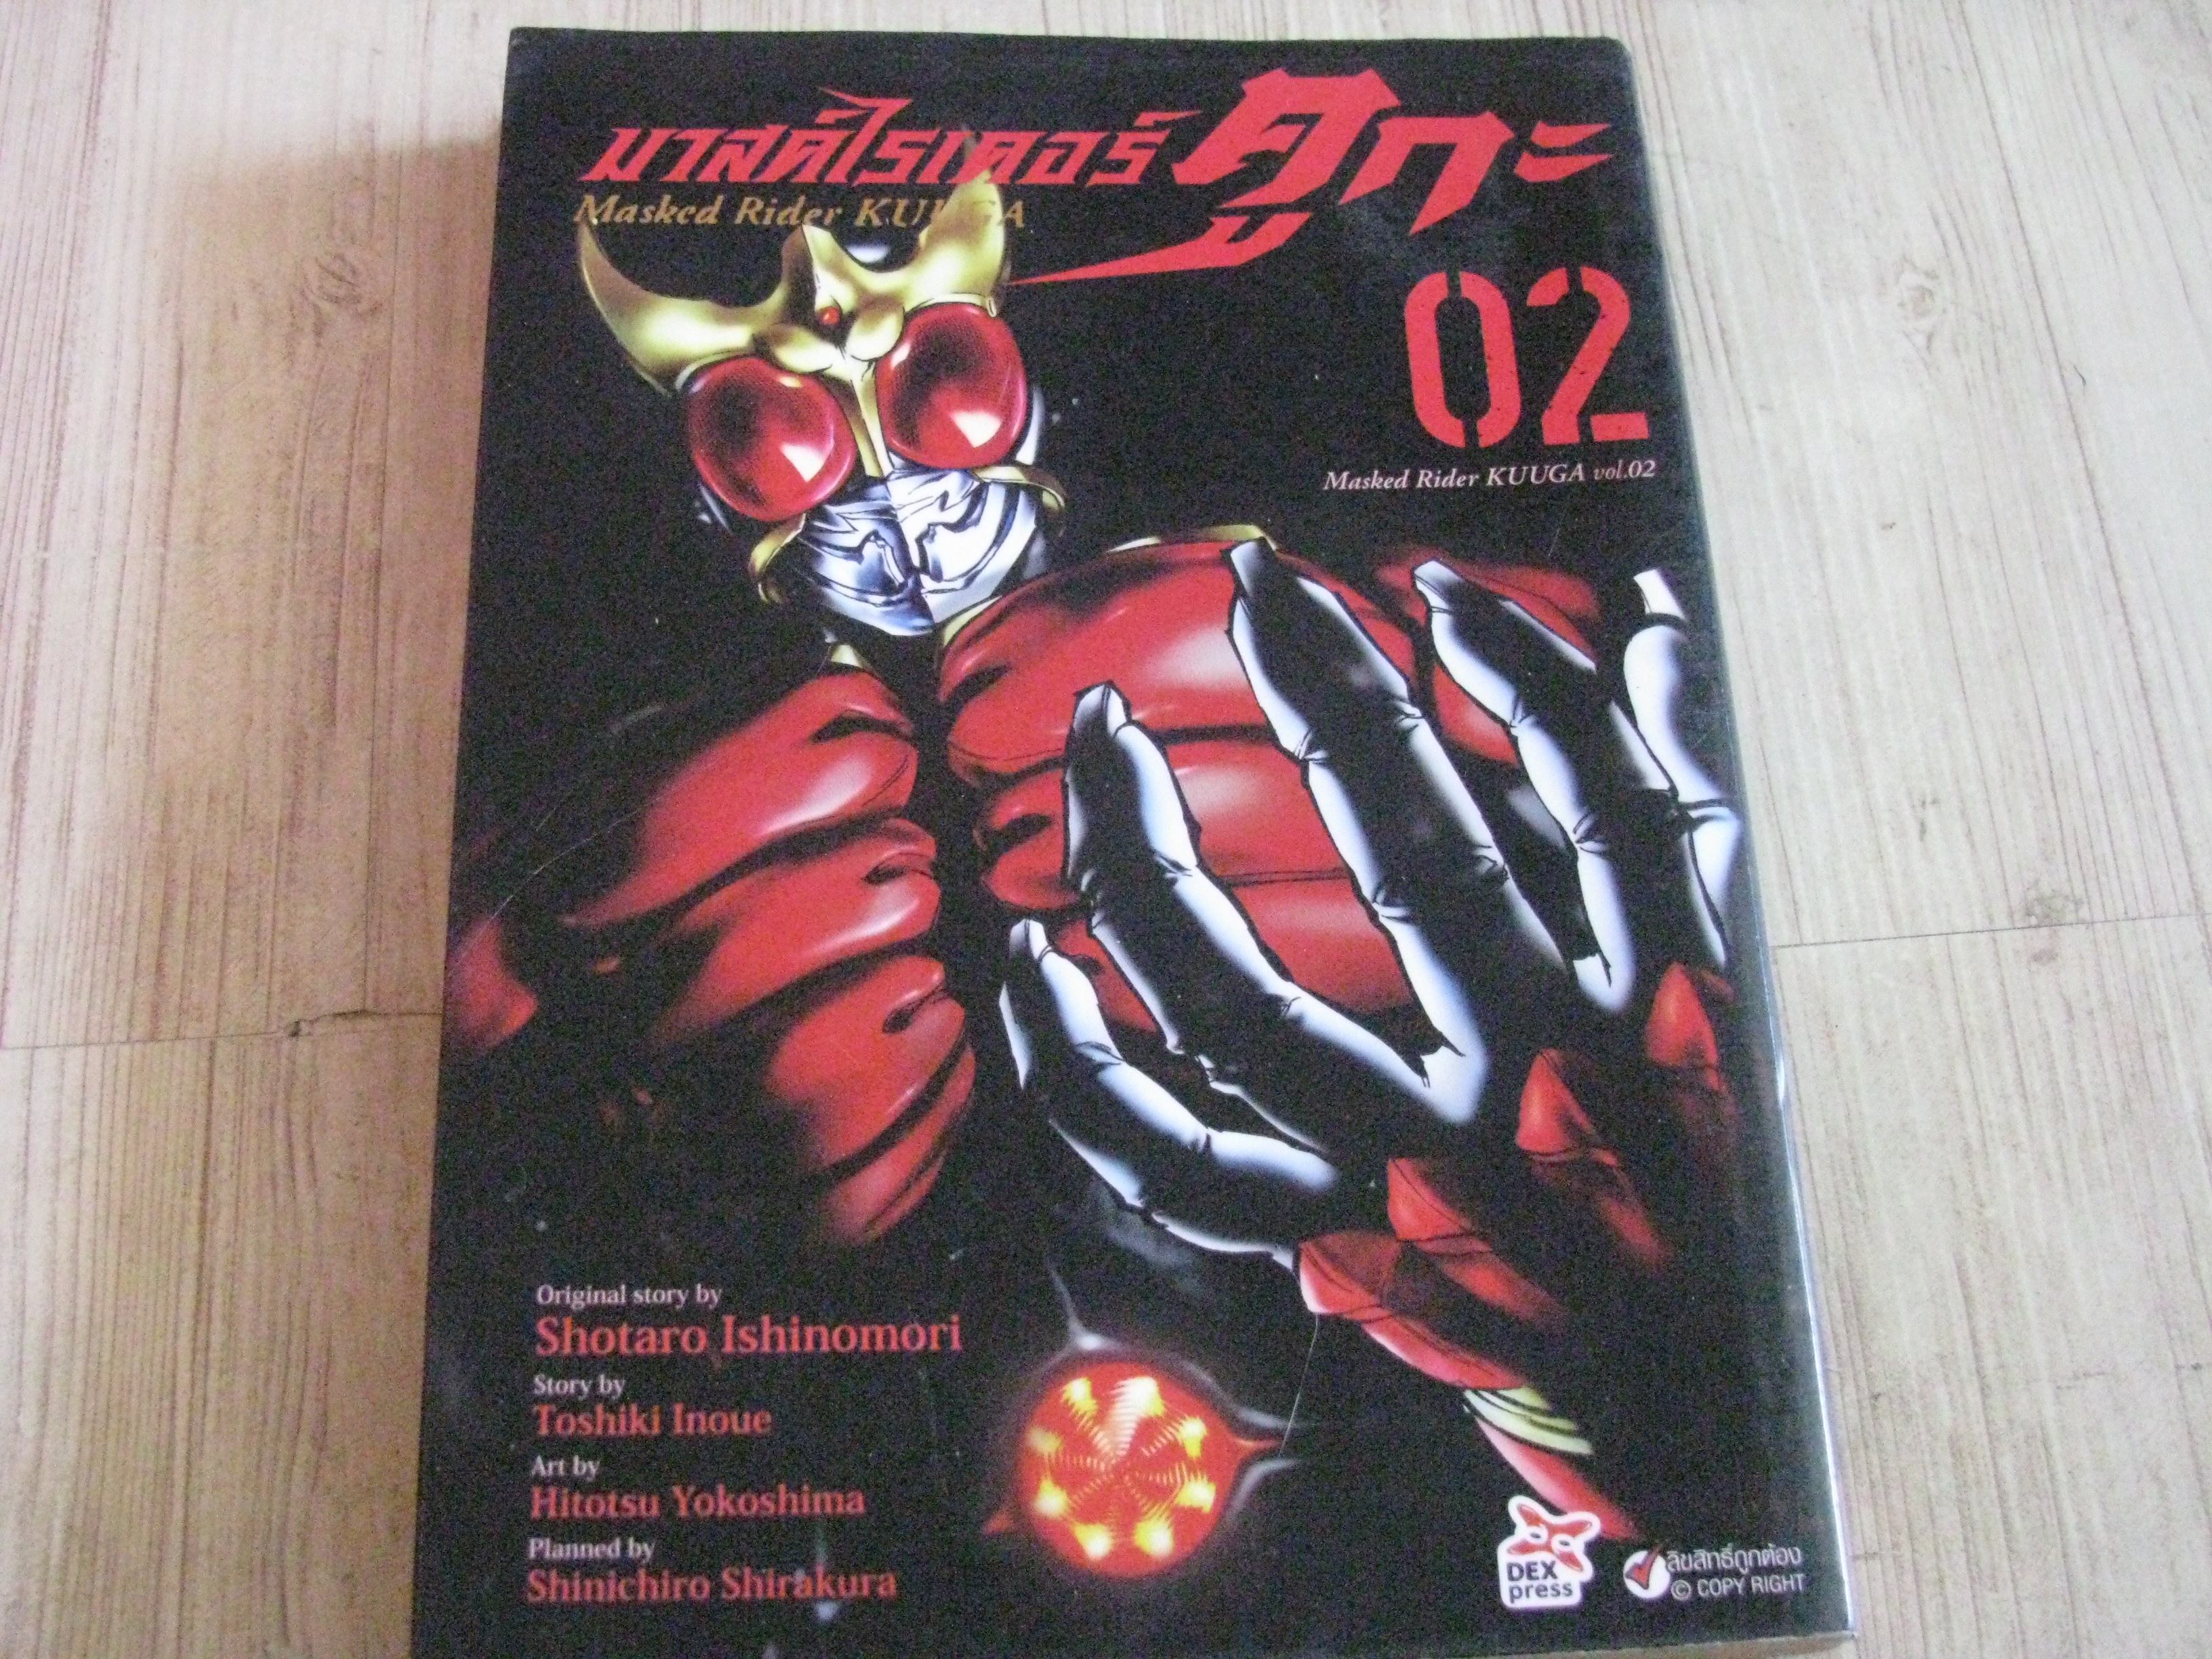 มาสค์ไรเดอร์ คูกะ
Masked Rider KUUGA
02
Masked Rider KUUGA vol.02
Original story by
Shotaro Ishinomori
Story by
Toshiki Inoue
Art by
Hitotsu Yokoshima
Planned by
Shinichiro Shirakura
DEX
press
ลิขสิทธิ์ถูกต้อง
© COPY RIGHT